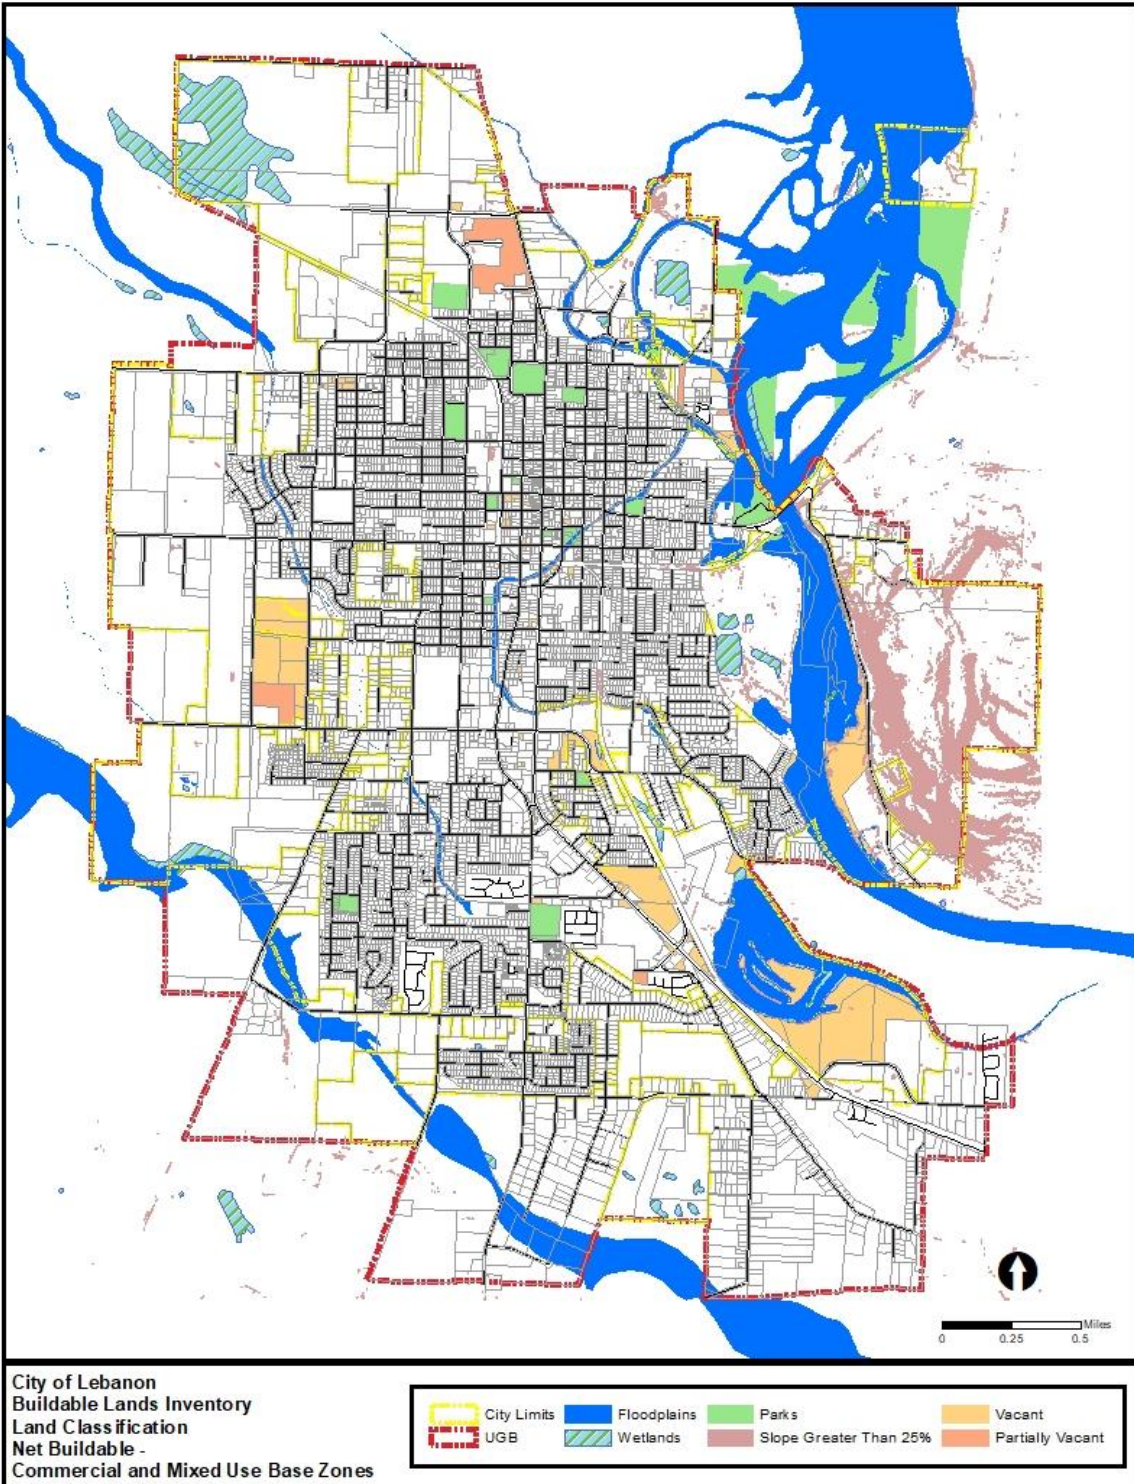 Miles
0 0.25 0.5
City of Lebanon
Buildable Lands Inventory
Land Classification
Net Buildable -
Commercial and Mixed Use Base Zones
City Limits Floodplains Parks Vacant
UGB Wetlands Slope Greater Than 25% Partially Vacant